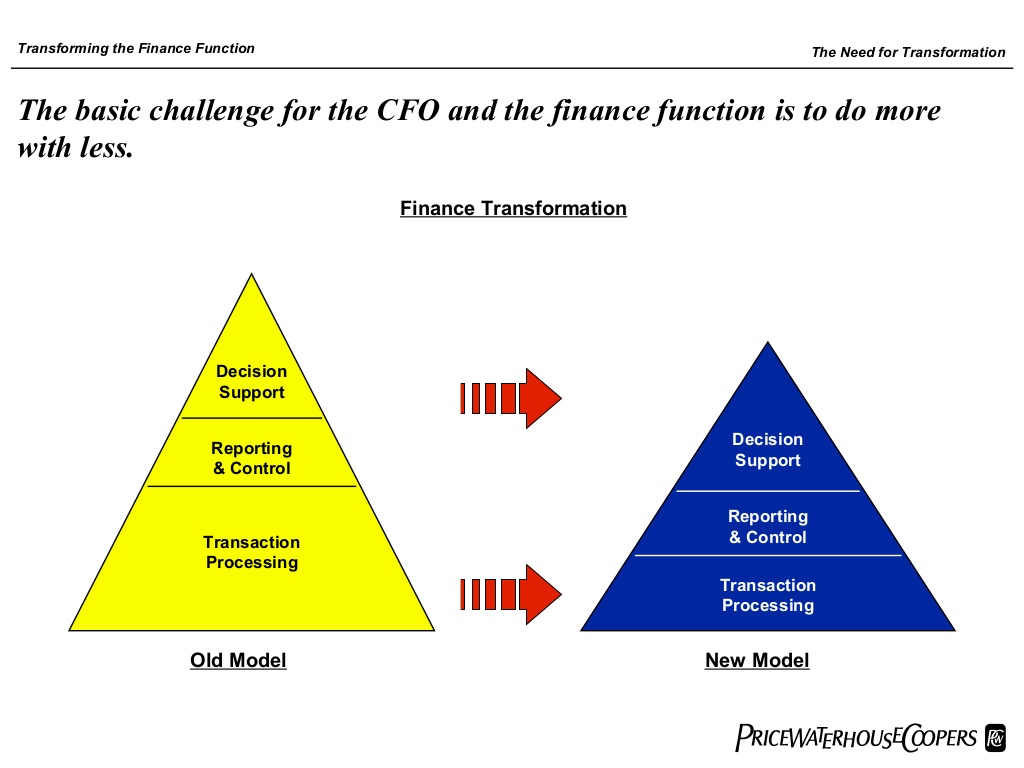 Transforming the Finance Function
The Need for Transformation
The basic challenge for the CFO and the finance function is to do more
with less.
Finance Transformation
Decision
Support
Reporting
& Control
Transaction
Processing
Decision
Support
Reporting
& Control
Transaction
Processing
Old Model
New Model
PRICEWATERHOUSECOOPERS PwC